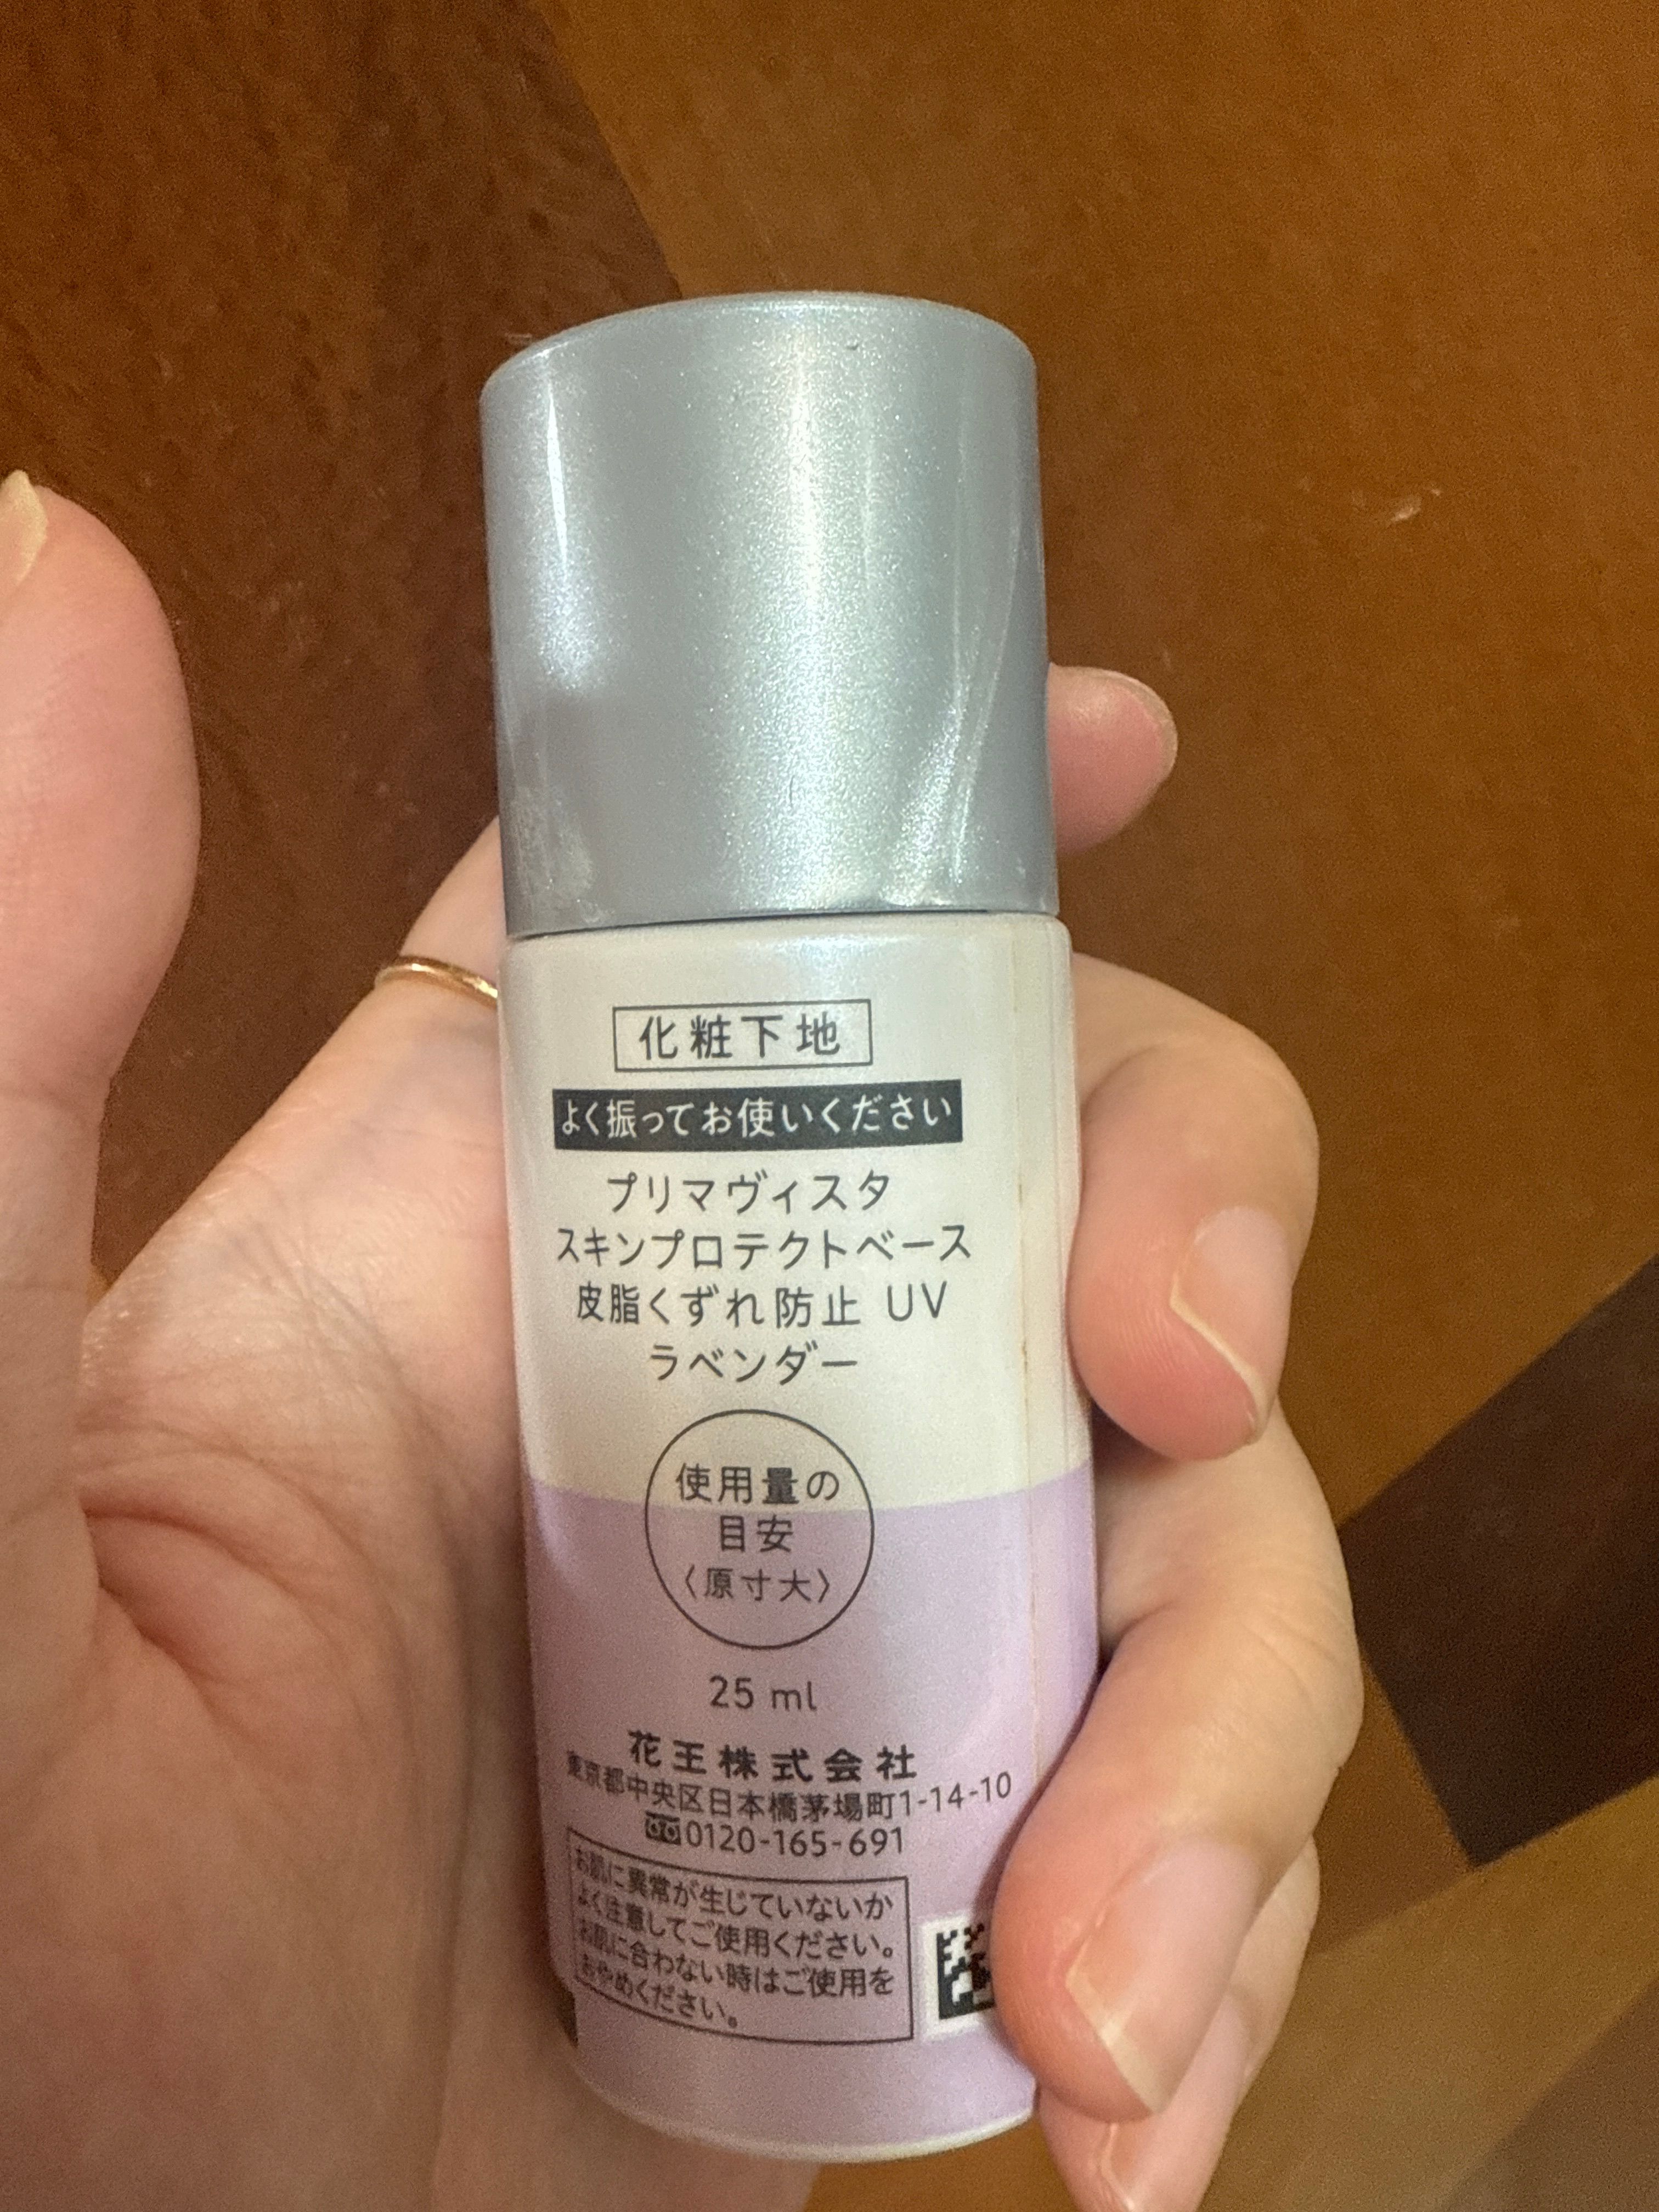 化粧下地
よく振ってお使いください
プリマヴィスタ
スキンプロテクトベース
皮脂くずれ防止 UV
ラベンダー
使用量の
目安
〈原寸大〉
25 ml
花王株式会社
東京都中央区日本橋茅場町1-14-10
0120-165-691
お肌に異常が生じていないか
よく注意してご使用ください。
お肌に合わない時はご使用を
おやめください。